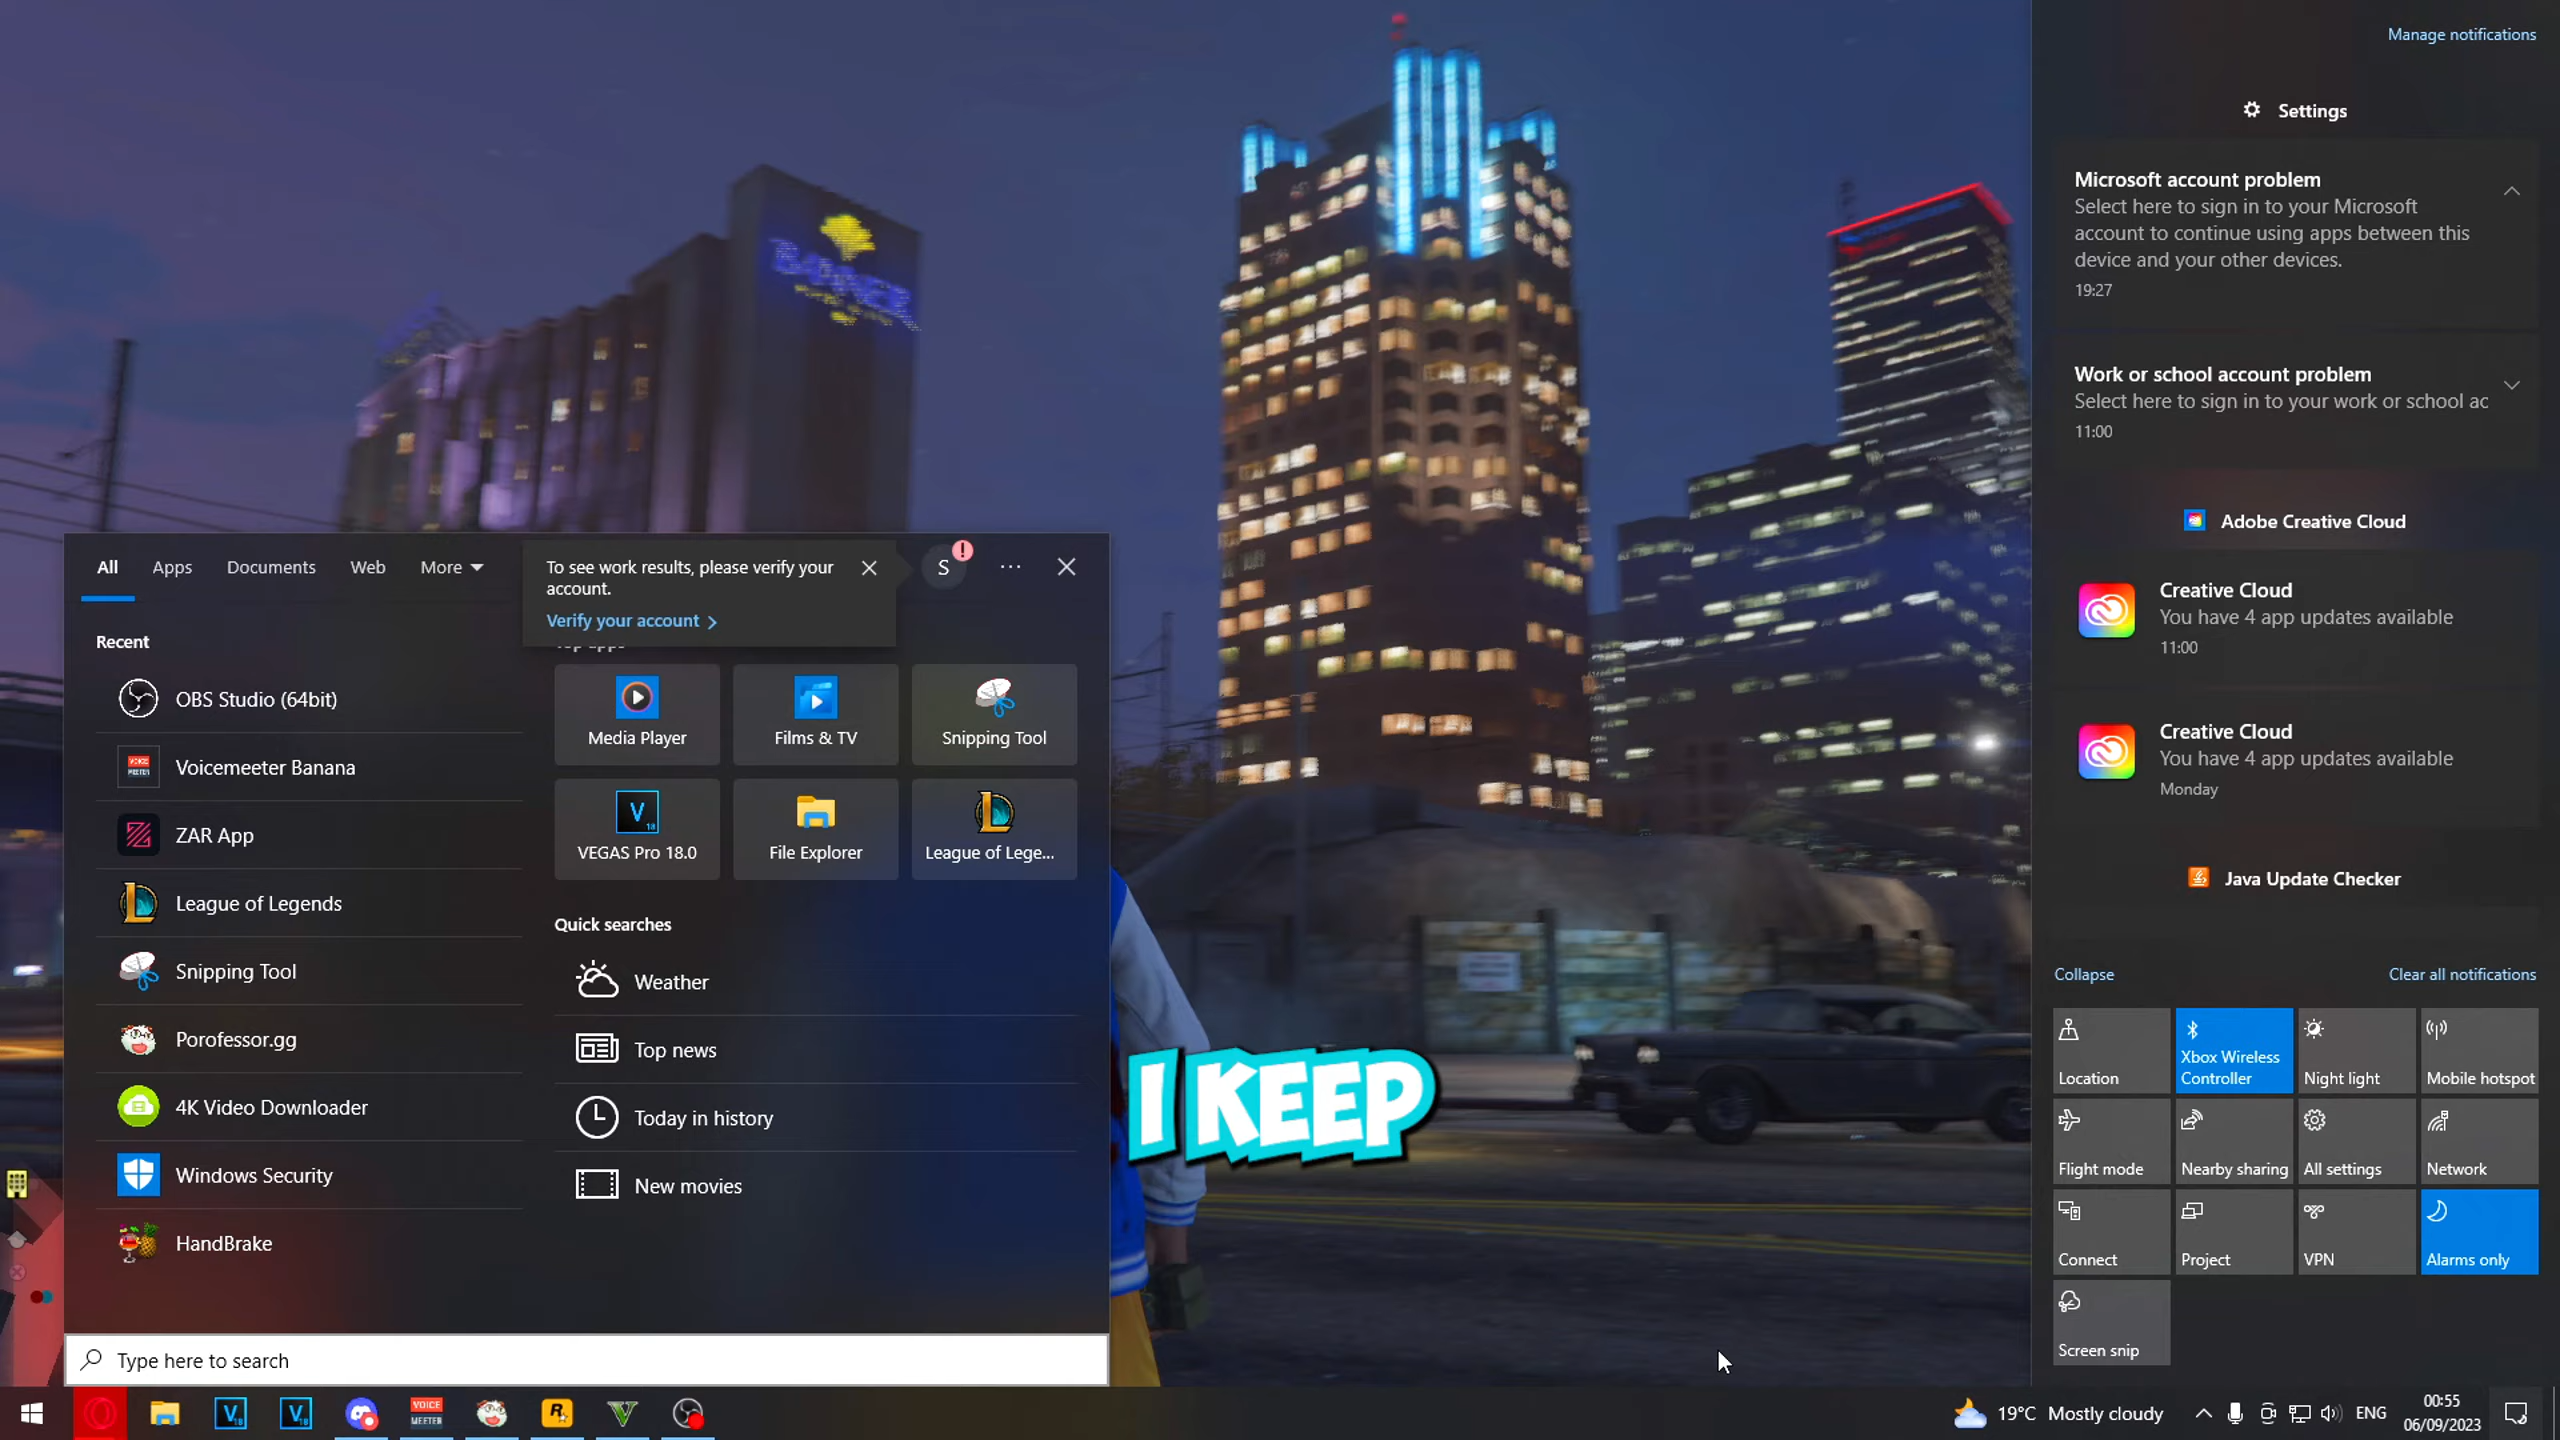 Manage notifications
Settings
Microsoft account problem
Select here to sign in to your Microsoft
account to continue using apps between this
device and your other devices.
19:27
Work or school account problem
Select here to sign in to your work or school ac
11:00
Adobe Creative Cloud
Creative Cloud
You have 4 app updates available
11:00
Creative Cloud
You have 4 app updates available
Monday
Java Update Checker
Collapse
Clear all notifications
Location
Xbox Wireless
Controller
Night light
Mobile hotspot
Flight mode
Nearby sharing
All settings
Network
Connect
Project
VPN
Alarms only
Screen snip
All
Apps
Documents
Web
More
To see work results, please verify your
account.
Verify your account
S
Recent
OBS Studio (64bit)
Voicemeeter Banana
ZAR App
League of Legends
Snipping Tool
Porofessor.gg
4K Video Downloader
Windows Security
HandBrake
Media Player
Films & TV
Snipping Tool
VEGAS Pro 18.0
File Explorer
League of Lege...
Quick searches
Weather
Top news
Today in history
New movies
I KEEP
Type here to search
VOICE
MEETER
19°C Mostly cloudy
ENG
00:55
06/09/2023